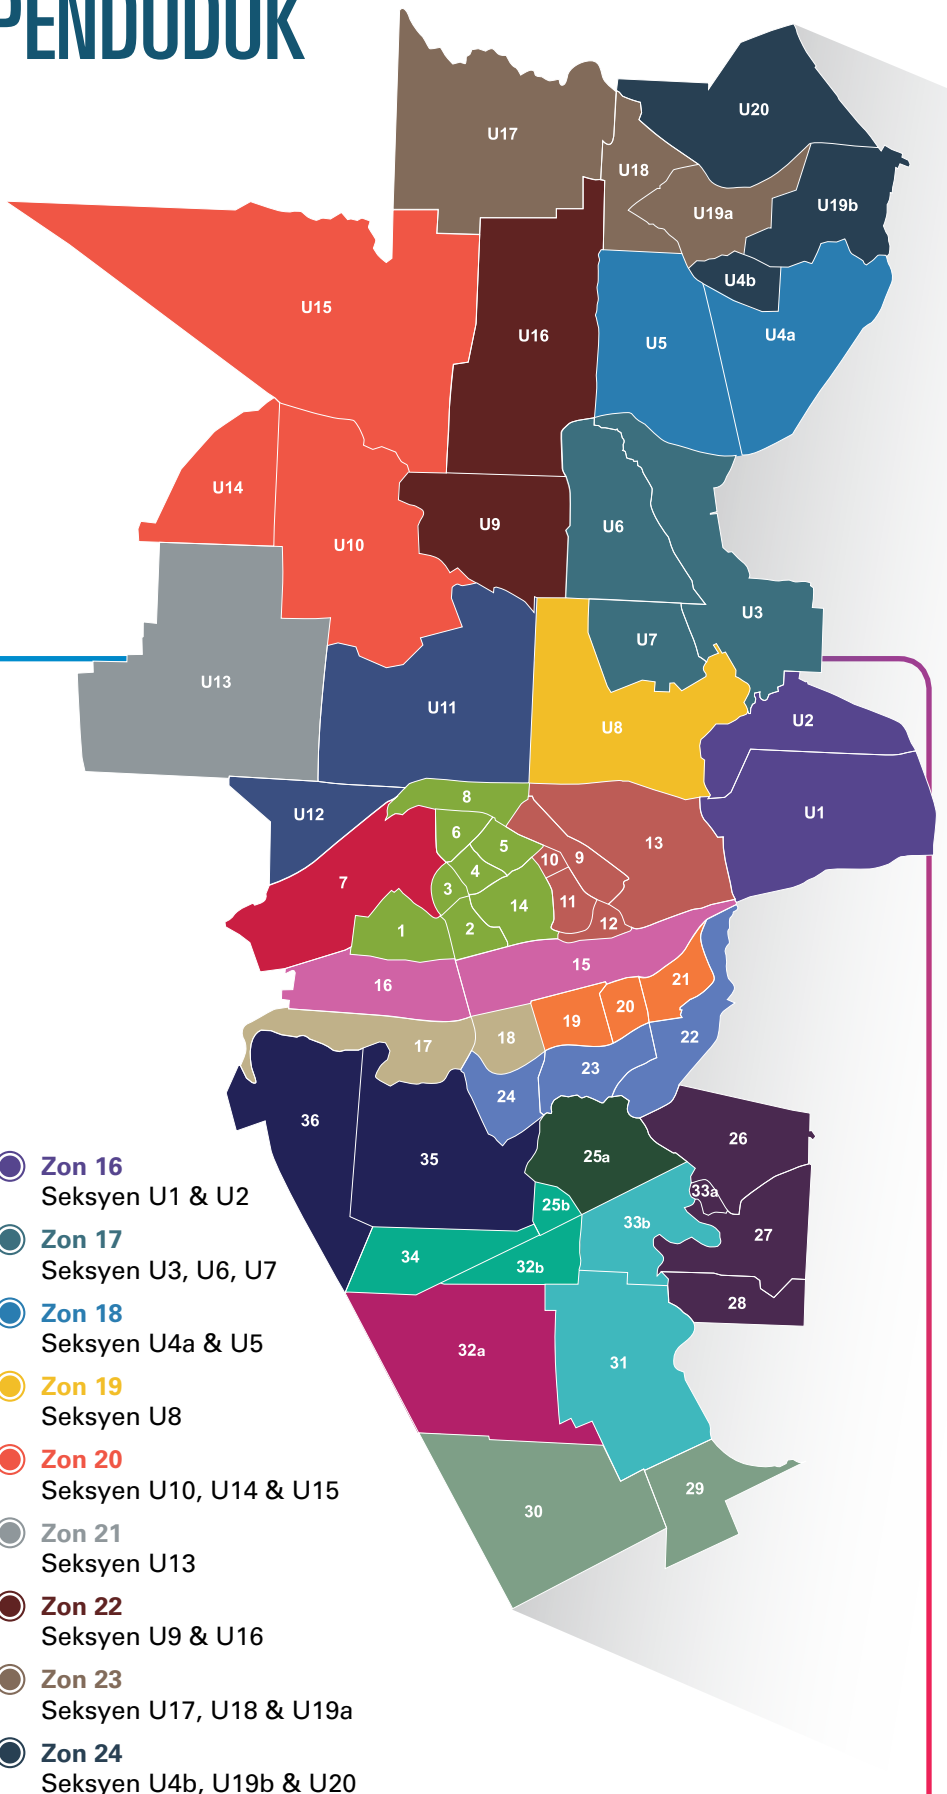 PENDUDUK
U17
U20
U18
U19a
U19b
U4b
U15
U16
U5
U4a
U14
U10
U9
U6
U3
U7
U13
U11
U8
U2
U12
U1
8
6
5
13
7
4
10
9
3
14
11
1
2
12
15
16
21
20
19
17
18
22
23
24
36
35
25a
26
33a
25b
33b
27
34
32b
28
32a
31
30
29
Zon 16
Seksyen U1 & U2
Zon 17
Seksyen U3, U6, U7
Zon 18
Seksyen U4a & U5
Zon 19
Seksyen U8
Zon 20
Seksyen U10, U14 & U15
Zon 21
Seksyen U13
Zon 22
Seksyen U9 & U16
Zon 23
Seksyen U17, U18 & U19a
Zon 24
Seksyen U4b, U19b & U20